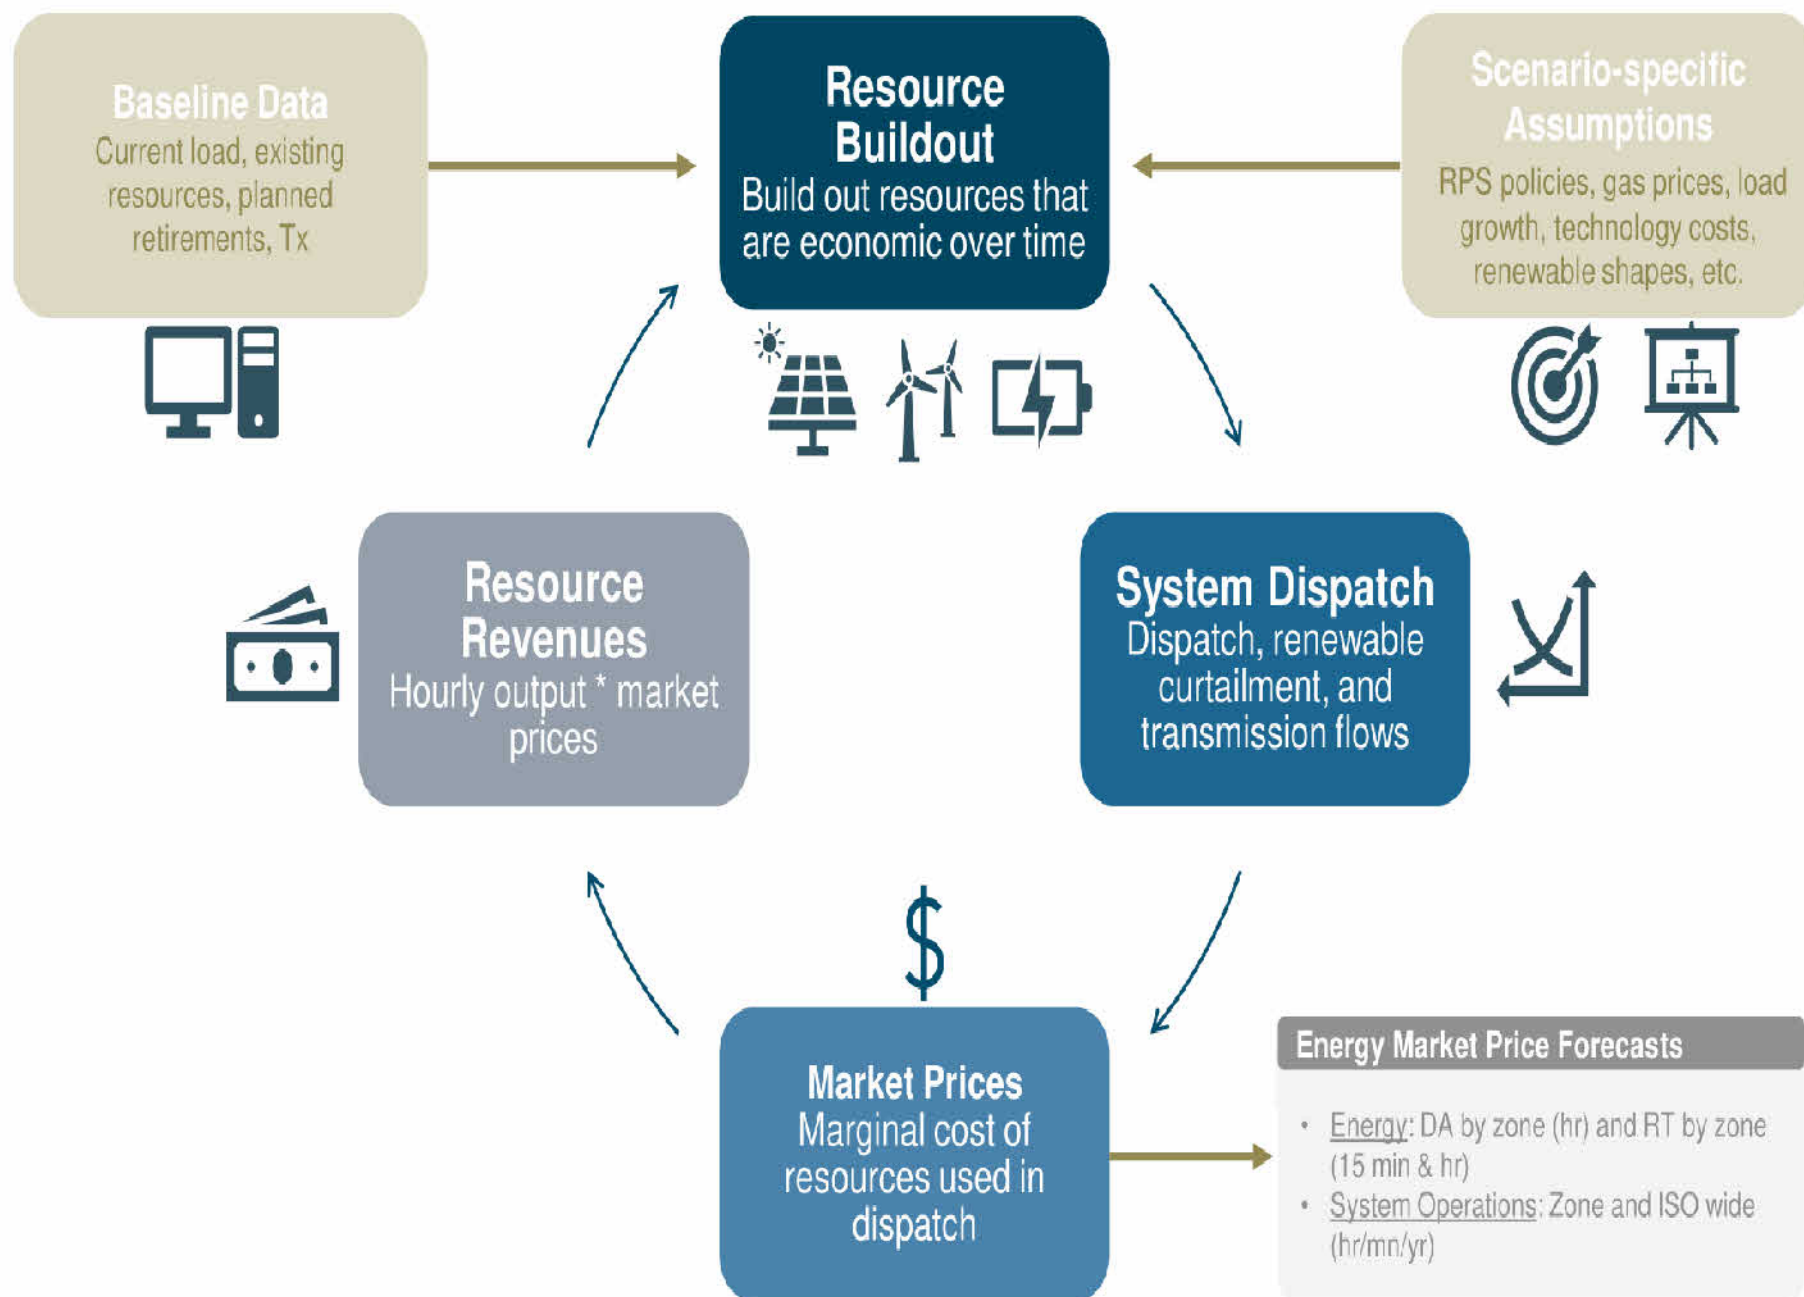 Baseline Data
Current load, existing
resources, planned
retirements, Tx
Resource
Buildout
Build out resources that
are economic over time
Scenario-specific
Assumptions
RPS policies, gas prices, load
growth, technology costs,
renewable shapes, etc.
Resource
Revenues
Hourly output * market
prices
System Dispatch
Dispatch, renewable
curtailment, and
transmission flows
$
Market Prices
Marginal cost of
resources used in
dispatch
Energy Market Price Forecasts
• Energy: DA by zone (hr) and RT by zone
(15 min & hr)
• System Operations: Zone and ISO wide
(hr/mn/yr)